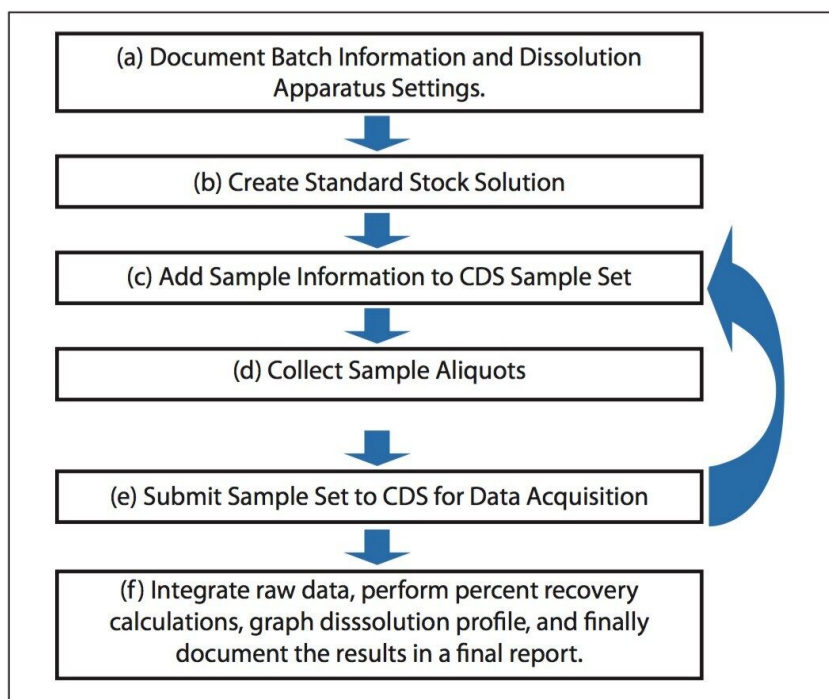 (a) Document Batch Information and Dissolution
Apparatus Settings.
(b) Create Standard Stock Solution
(c) Add Sample Information to CDS Sample Set
(d) Collect Sample Aliquots
(e) Submit Sample Set to CDS for Data Acquisition
(f) Integrate raw data, perform percent recovery
calculations, graph disssolution profile, and finally
document the results in a final report.